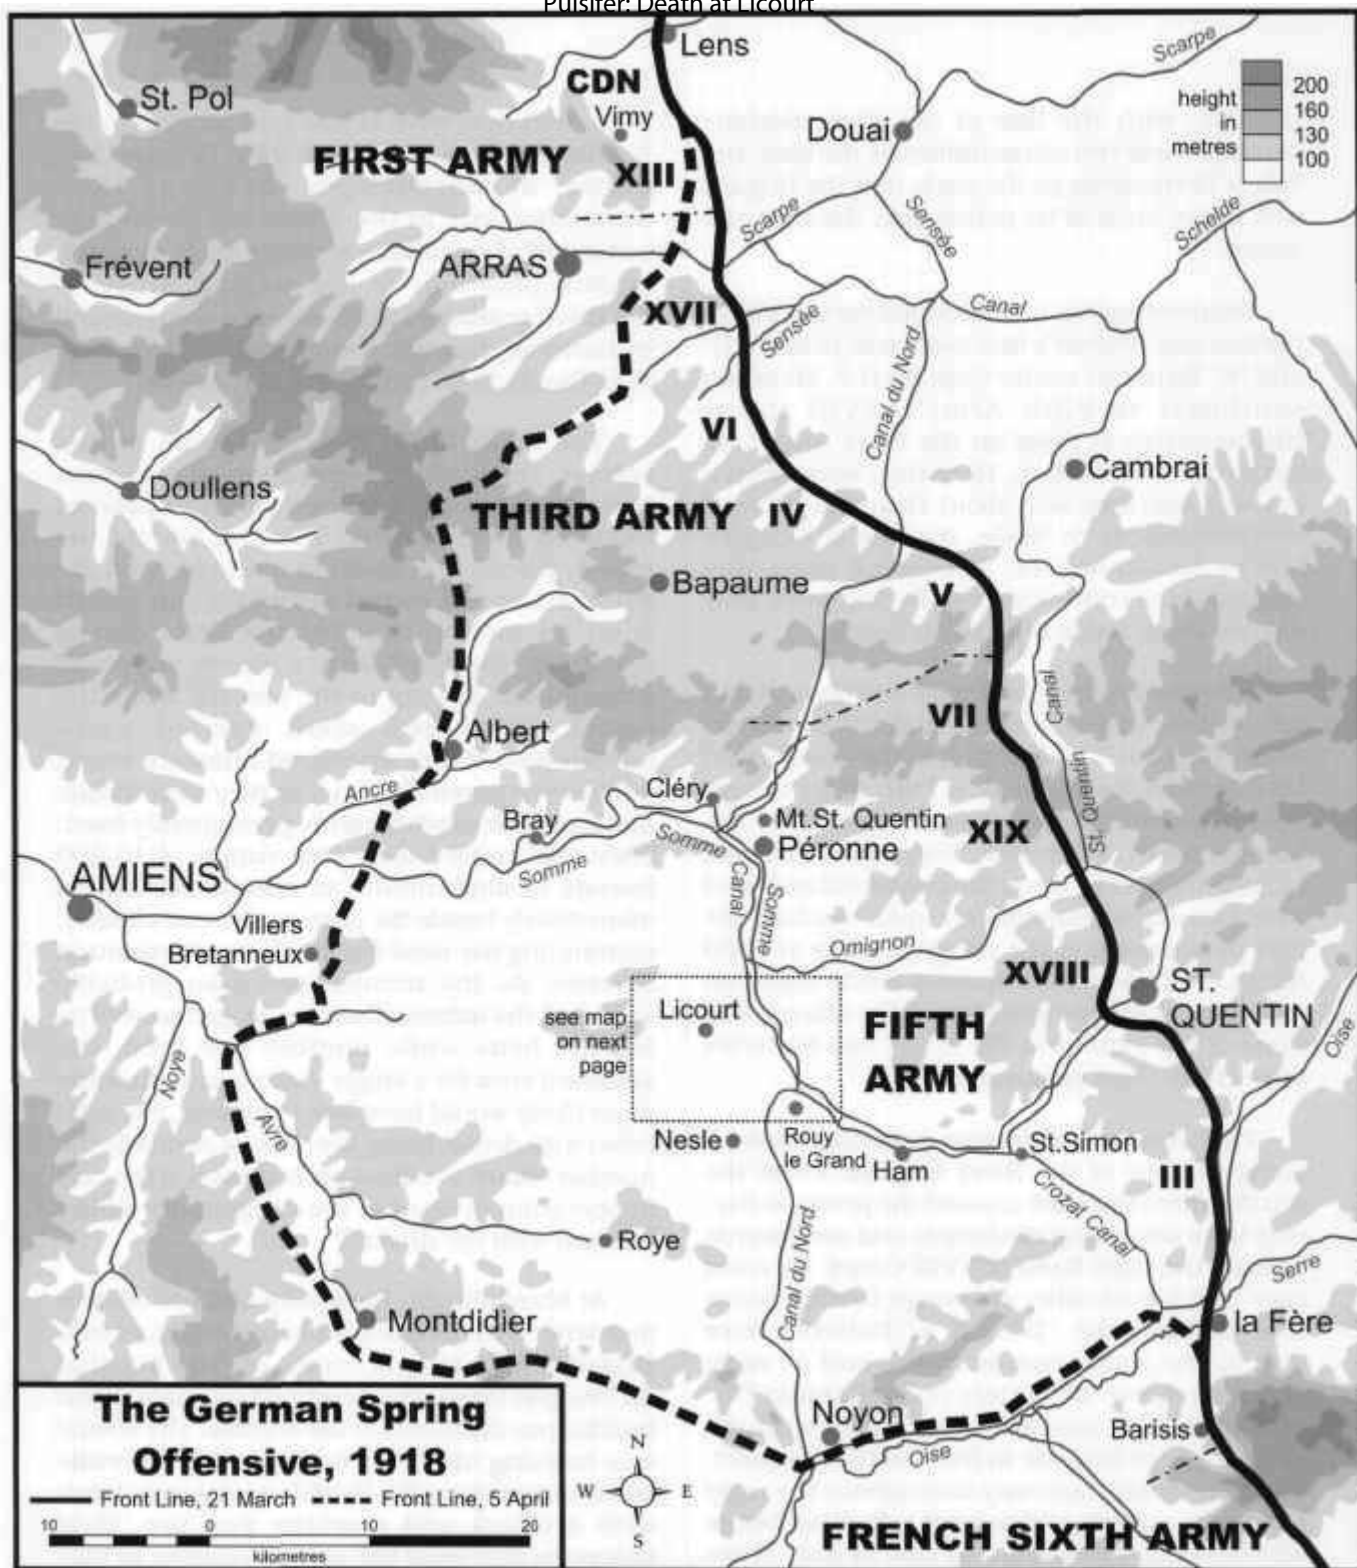 Pulsifer: Death at Licourt
Lens
CDN
Scarpe
St. Pol
Vimy
Douai
200
height
160
in
130
metres
100
FIRST ARMY
XIII
Scarpe
Sensée
Schelde
Frévent
ARRAS
XVII
Sensée
Canal
Canal du Nord
VI
Cambrai
Doullens
THIRD ARMY
IV
Bapaume
V
Canal
VII
St. Quentin
Albert
Ancre
Cléry
Bray
Mt.St. Quentin
XIX
Péronne
Somme
Somme
Canal
Somme
AMIENS
Villers
Bretanneux
Omignon
XVIII
ST.
QUENTIN
Oise
Licourt
see map
on next
page
FIFTH
ARMY
Noye
Avre
Nesle
Rouy
le Grand
Ham
St.Simon
III
Crozat Canal
Roye
Canal du Nord
Serre
Montdidier
la Fère
Noyon
Oise
Barisis
The German Spring
Offensive, 1918
Front Line, 21 March
Front Line, 5 April
10 0 10 20
kilometres
N
W E
S
FRENCH SIXTH ARMY